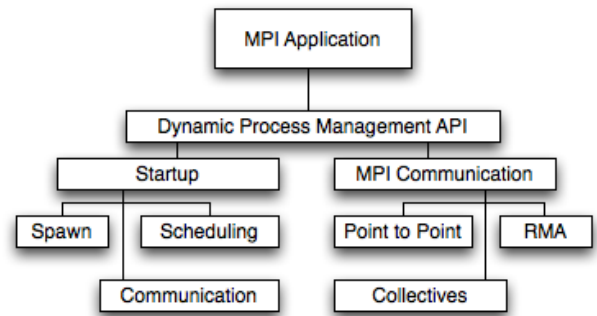 MPI Application
Dynamic Process Management API
Startup
MPI Communication
Spawn
Scheduling
Point to Point
RMA
Communication
Collectives